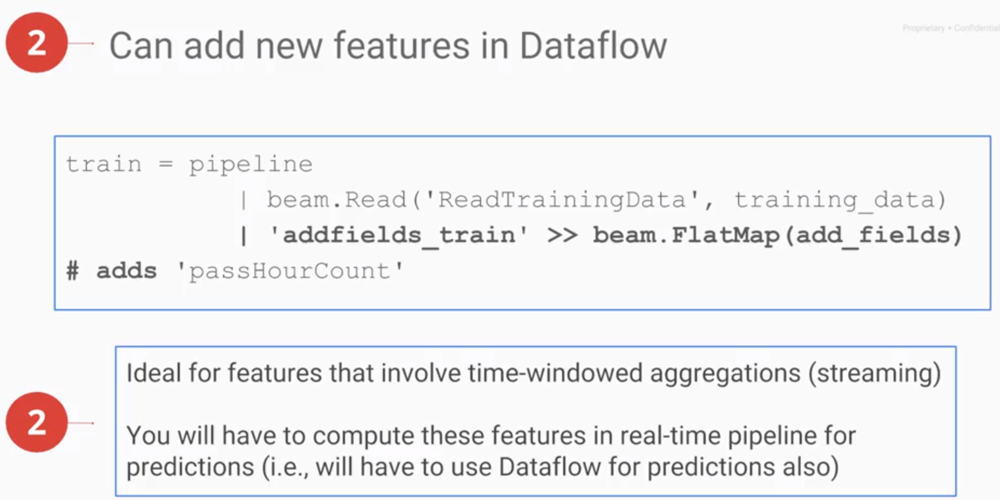 2
Can add new features in Dataflow
Proprietary + Confidential
train = pipeline
| beam.Read('ReadTrainingData', training_data)
| 'addfields_train' >> beam.FlatMap(add_fields)
# adds 'passHourCount'
2
Ideal for features that involve time-windowed aggregations (streaming)
You will have to compute these features in real-time pipeline for
predictions (i.e., will have to use Dataflow for predictions also)